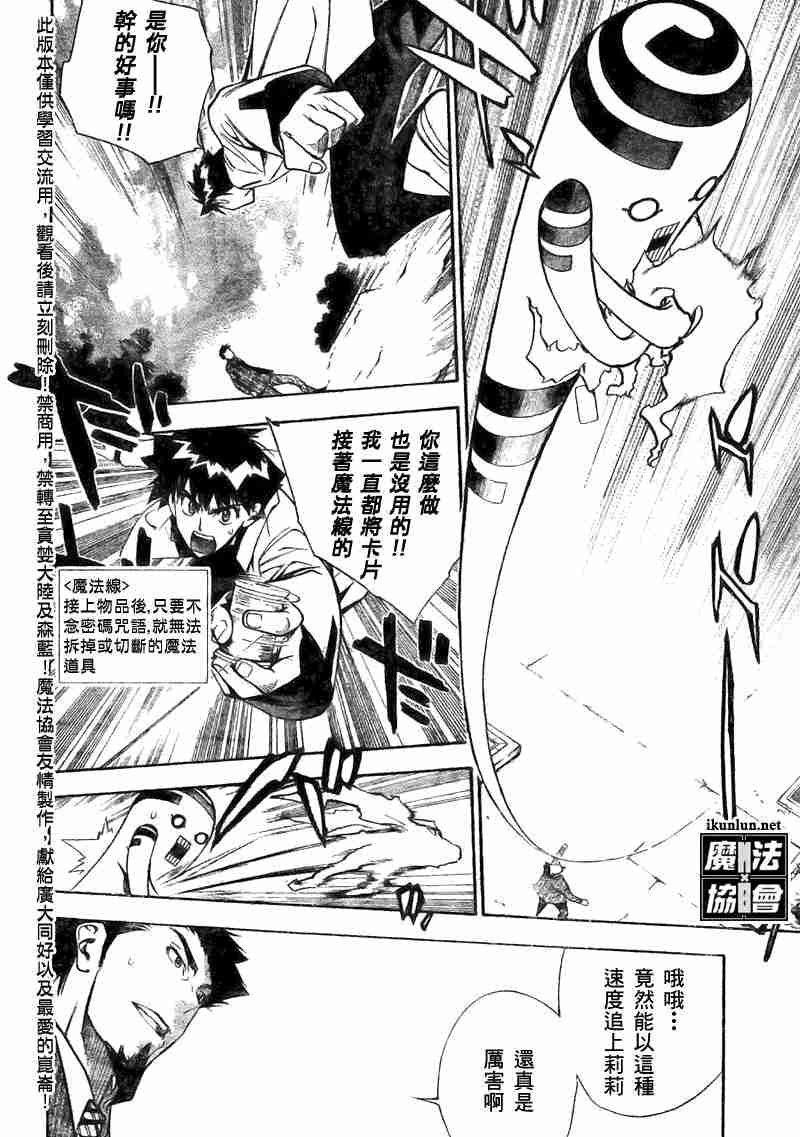 是你——!!
幹的好事嗎!!
你這麼做
也是沒用的!!
我一直都將卡片
接著魔法線的
<魔法線>
接上物品後,只要不
念密碼咒語,就無法
拆掉或切斷的魔法
道具
哦哦…
竟然能以這種
速度追上莉莉
還真是
厲害啊
ikunlun.net
魔法
協會
此版本僅供學習交流用，觀看後請立刻刪除！禁商用，禁轉至貪婪大陸及森藍！魔法協會友情製作，獻給廣大同好以及最愛的崑崙！